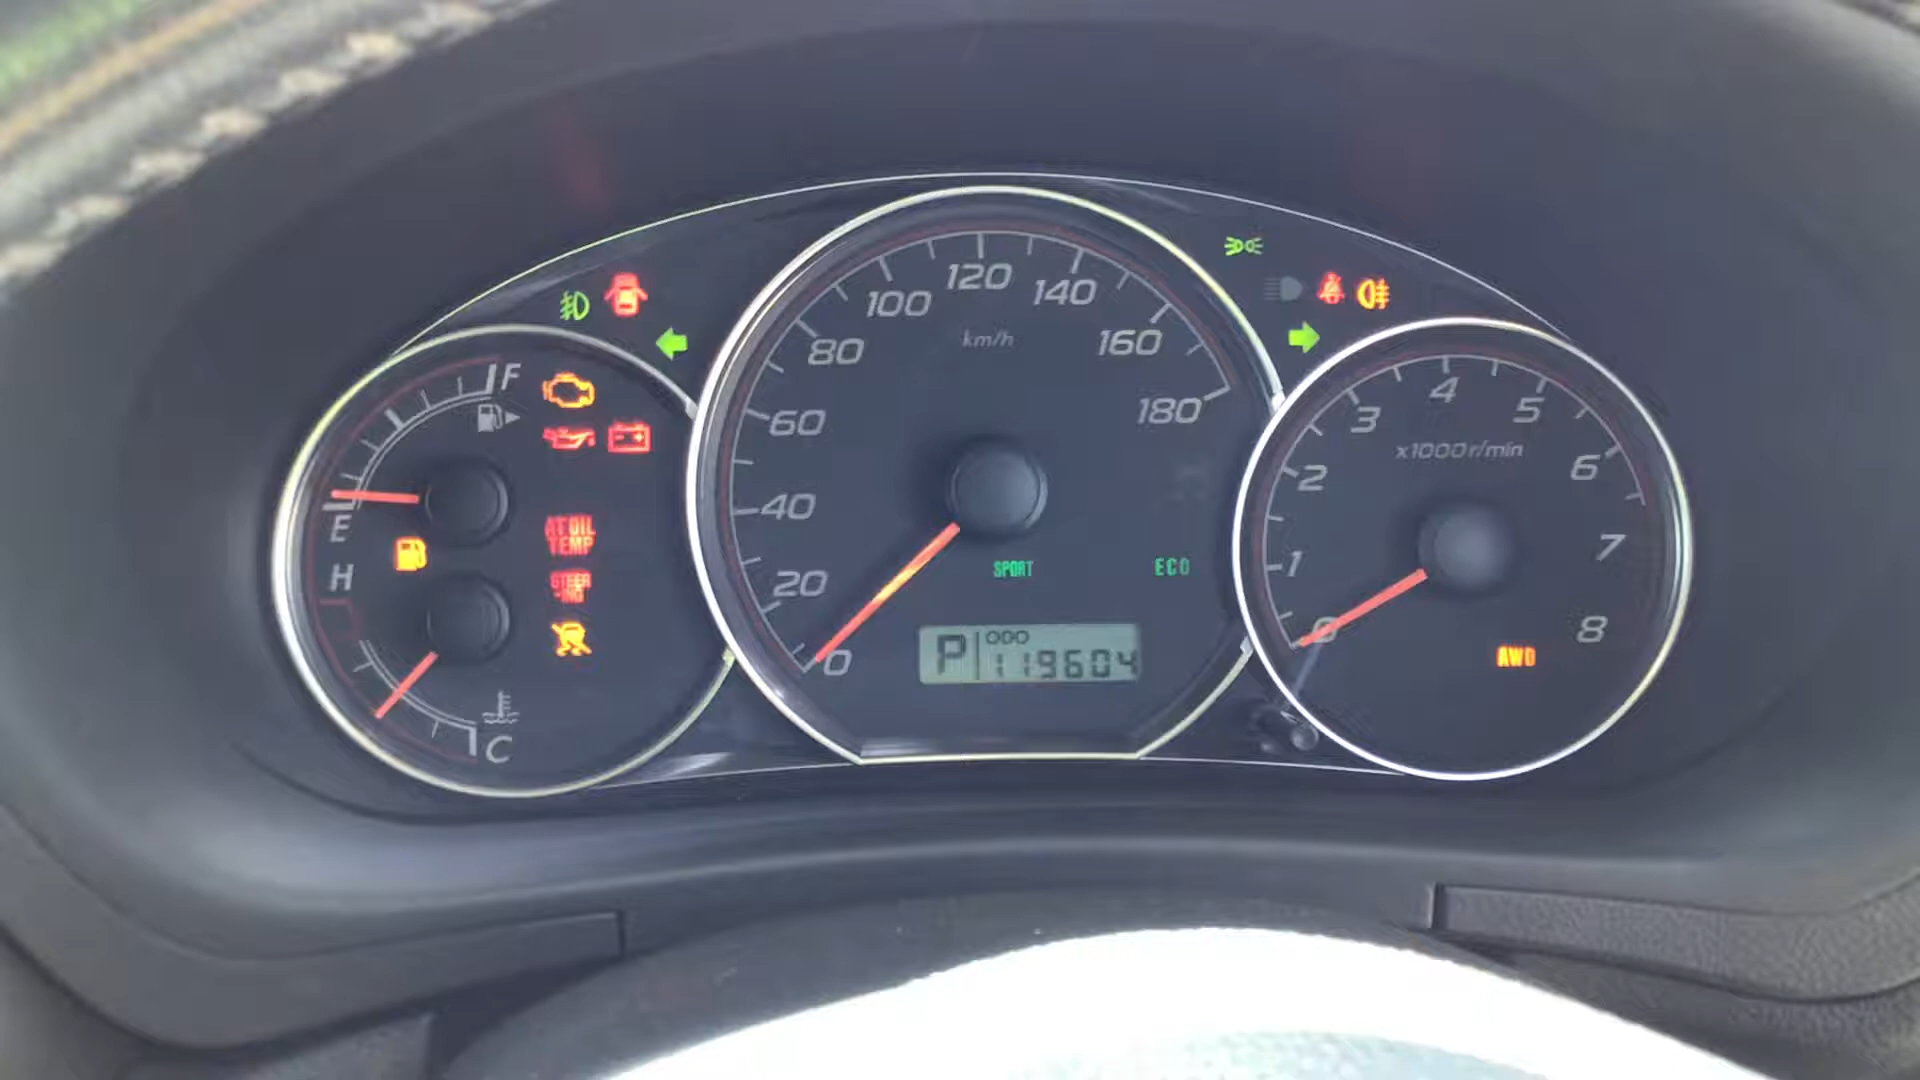 F
E
H
C
AT OIL
TEMP
STEER
-ING
0
20
40
60
80
100
120
140
160
180
km/h
SPORT
ECO
P
ODO
119604
0
1
2
3
4
5
6
7
8
x1000r/min
AWD